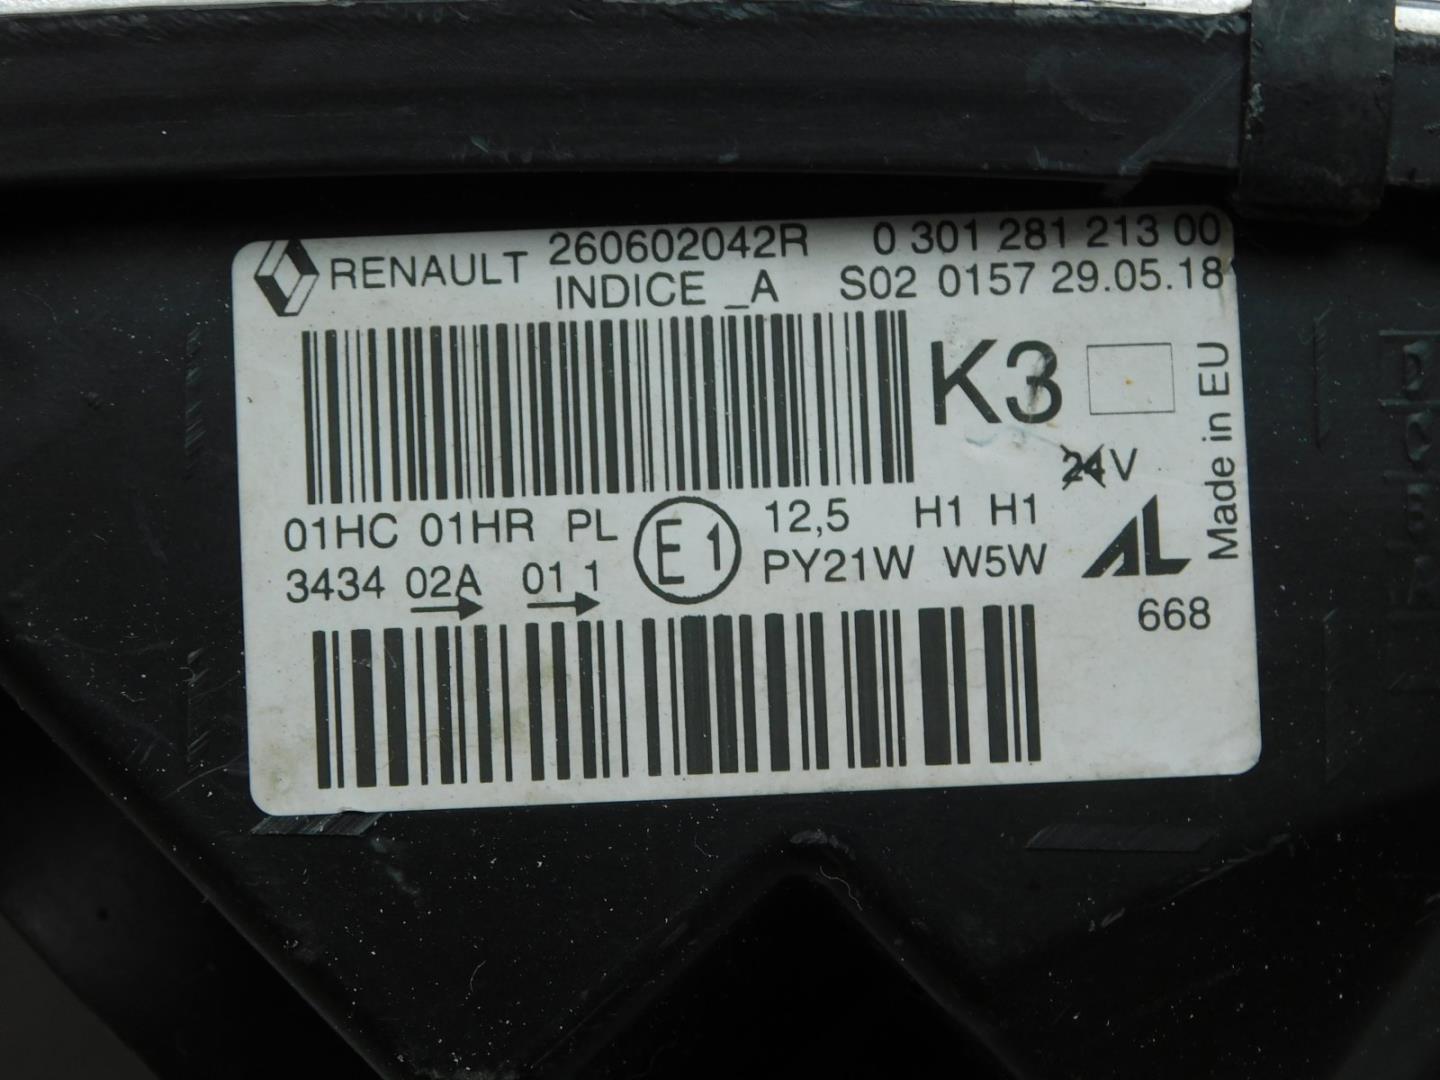 RENAULT 260602042R 0 301 281 213 00
INDICE _A S02 0157 29.05.18
K3
24V
Made in EU
01HC 01HR PL E1 12,5 H1 H1
3434 02A 01 1 PY21W W5W AL
668